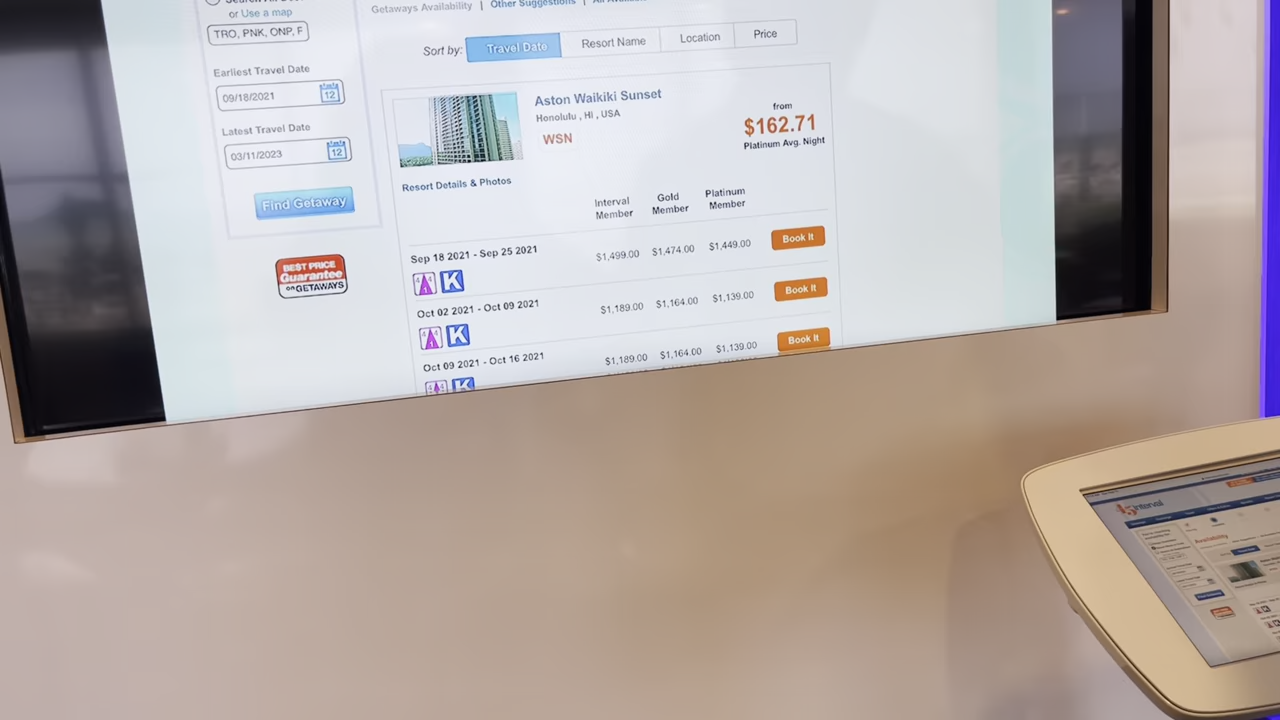 or Use a map
TRO, PNK, ONP, F
Earliest Travel Date
09/18/2021
12
Latest Travel Date
03/11/2023
12
Find Getaway
BEST PRICE
Guarantee
on GETAWAYS
Getaways Availability | Other Suggestions |
Sort by: Travel Date Resort Name Location Price
Aston Waikiki Sunset
Honolulu , HI , USA
WSN
from
$162.71
Platinum Avg. Night
Resort Details & Photos
Interval Member Gold Member Platinum Member
Sep 18 2021 - Sep 25 2021 $1,499.00 $1,474.00 $1,449.00 Book It
K
Oct 02 2021 - Oct 09 2021 $1,189.00 $1,164.00 $1,139.00 Book It
K
Oct 09 2021 - Oct 16 2021 $1,189.00 $1,164.00 $1,139.00 Book It
K
interval
Availability